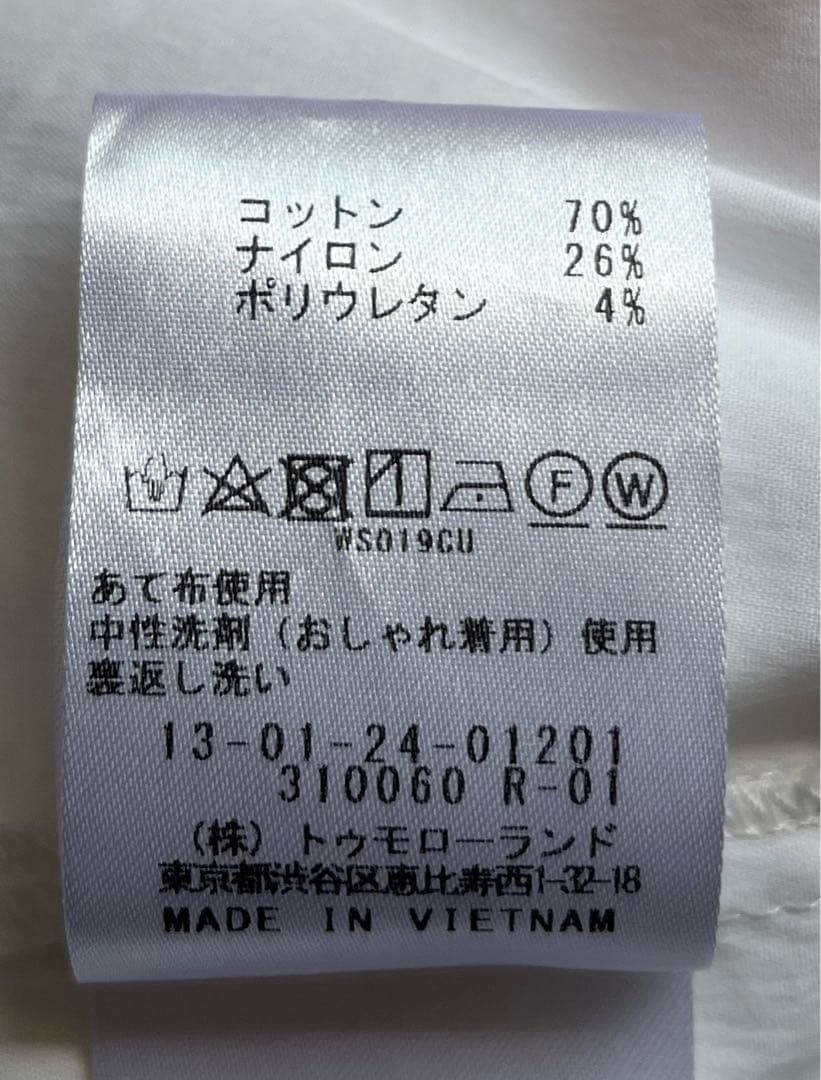 コットン 70%
ナイロン 26%
ポリウレタン 4%
F W
WS019CU
あて布使用
中性洗剤(おしゃれ着用)使用
裏返し洗い
13-01-24-01201
310060 R-01
(株)トゥモローランド
東京都渋谷区恵比寿西1-32-18
MADE IN VIETNAM